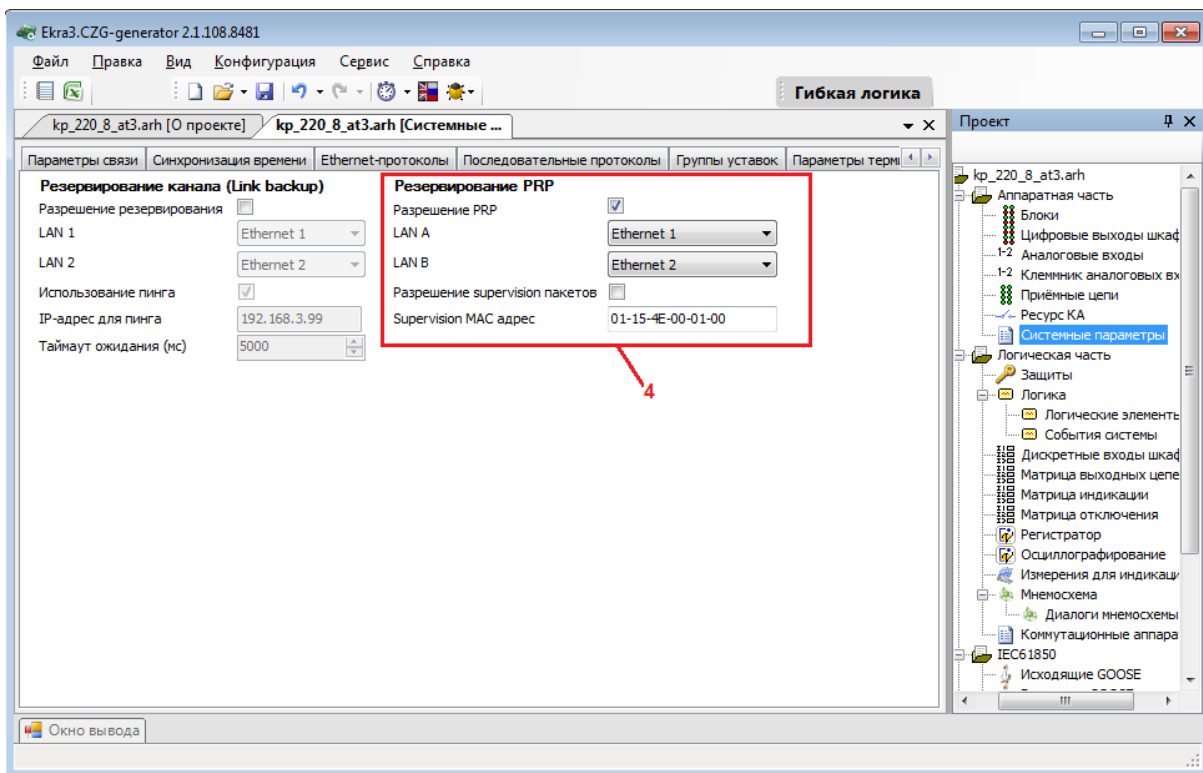 Ekra3.CZG-generator 2.1.108.8481
Файл Правка Вид Конфигурация Сервис Справка
Гибкая логика
kp_220_8_at3.arh [О проекте] kp_220_8_at3.arh [Системные ...
Параметры связи Синхронизация времени Ethernet-протоколы Последовательные протоколы Группы уставок Параметры терми
Резервирование канала (Link backup)
Разрешение резервирования
LAN 1 Ethernet 1
LAN 2 Ethernet 2
Использование пинга
IP-адрес для пинга 192.168.3.99
Таймаут ожидания (мс) 5000
Резервирование PRP
Разрешение PRP
LAN A Ethernet 1
LAN B Ethernet 2
Разрешение supervision пакетов
Supervision MAC адрес 01-15-4E-00-01-00
4
Проект
kp_220_8_at3.arh
Аппаратная часть
Блоки
Цифровые выходы шкаф
1-2 Аналоговые входы
1-2 Клеммник аналоговых вх
Приёмные цепи
Ресурс КА
Системные параметры
Логическая часть
Защиты
Логика
Логические элементы
События системы
Дискретные входы шкаф
Матрица выходных цепе
Матрица индикации
Матрица отключения
Регистратор
Осциллографирование
Измерения для индикаци
Мнемосхема
Диалоги мнемосхемы
Коммутационные аппара
IEC61850
Исходящие GOOSE
Окно вывода